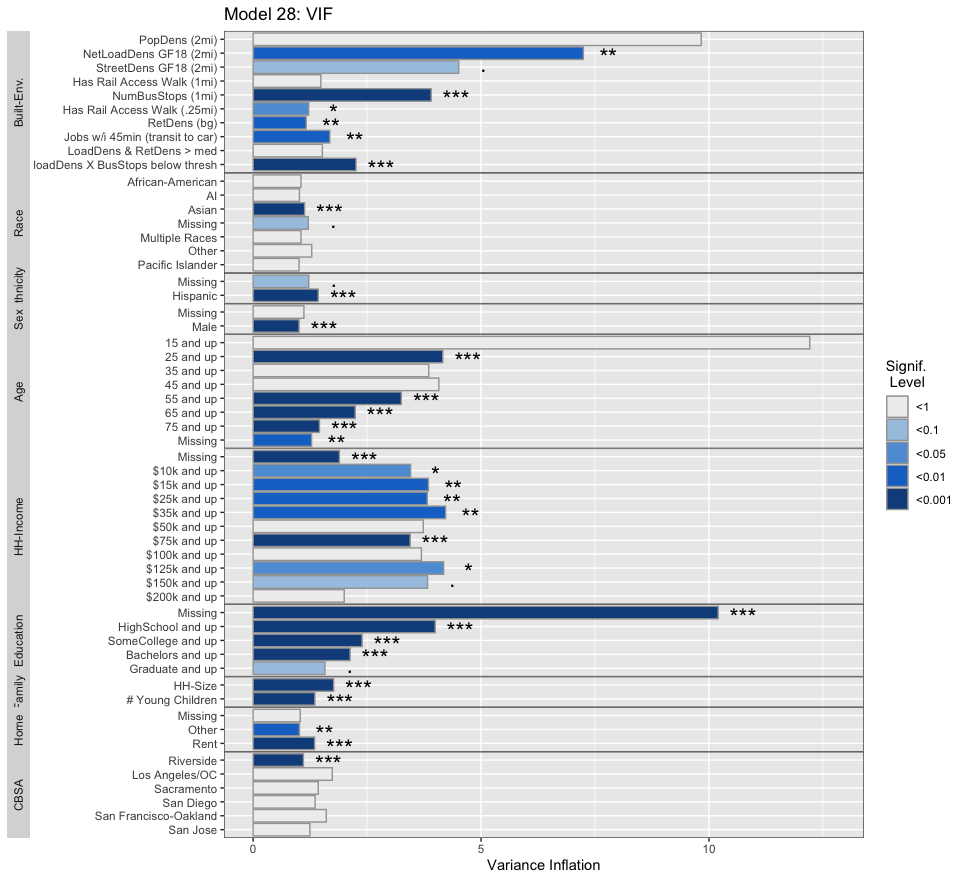 Model 28: VIF
Built-Env.
PopDens (2mi)
NetLoadDens GF18 (2mi) **
StreetDens GF18 (2mi) .
Has Rail Access Walk (1mi)
NumBusStops (1mi) ***
Has Rail Access Walk (.25mi) *
RetDens (bg) **
Jobs w/i 45min (transit to car) **
LoadDens & RetDens > med
loadDens X BusStops below thresh ***
Race
African-American
AI
Asian ***
Missing .
Multiple Races
Other
Pacific Islander
thnicity
Missing .
Hispanic ***
Sex
Missing
Male ***
Age
15 and up
25 and up ***
35 and up
45 and up
55 and up ***
65 and up ***
75 and up ***
Missing **
HH-Income
Missing ***
$10k and up *
$15k and up **
$25k and up **
$35k and up **
$50k and up
$75k and up ***
$100k and up
$125k and up *
$150k and up .
$200k and up
Education
Missing ***
HighSchool and up ***
SomeCollege and up ***
Bachelors and up ***
Graduate and up .
Family
HH-Size ***
# Young Children ***
Home
Missing
Other **
Rent ***
CBSA
Riverside ***
Los Angeles/OC
Sacramento
San Diego
San Francisco-Oakland
San Jose
0 5 10
Variance Inflation
Signif.
Level
<1
<0.1
<0.05
<0.01
<0.001